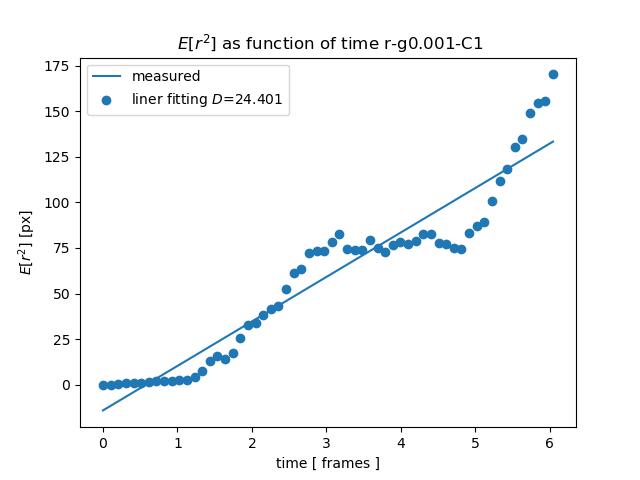 E[r²] as function of time r-g0.001-C1
measured
liner fitting D=24.401
175
150
125
100
75
50
25
0
E[r²] [px]
0 1 2 3 4 5 6
time [ frames ]